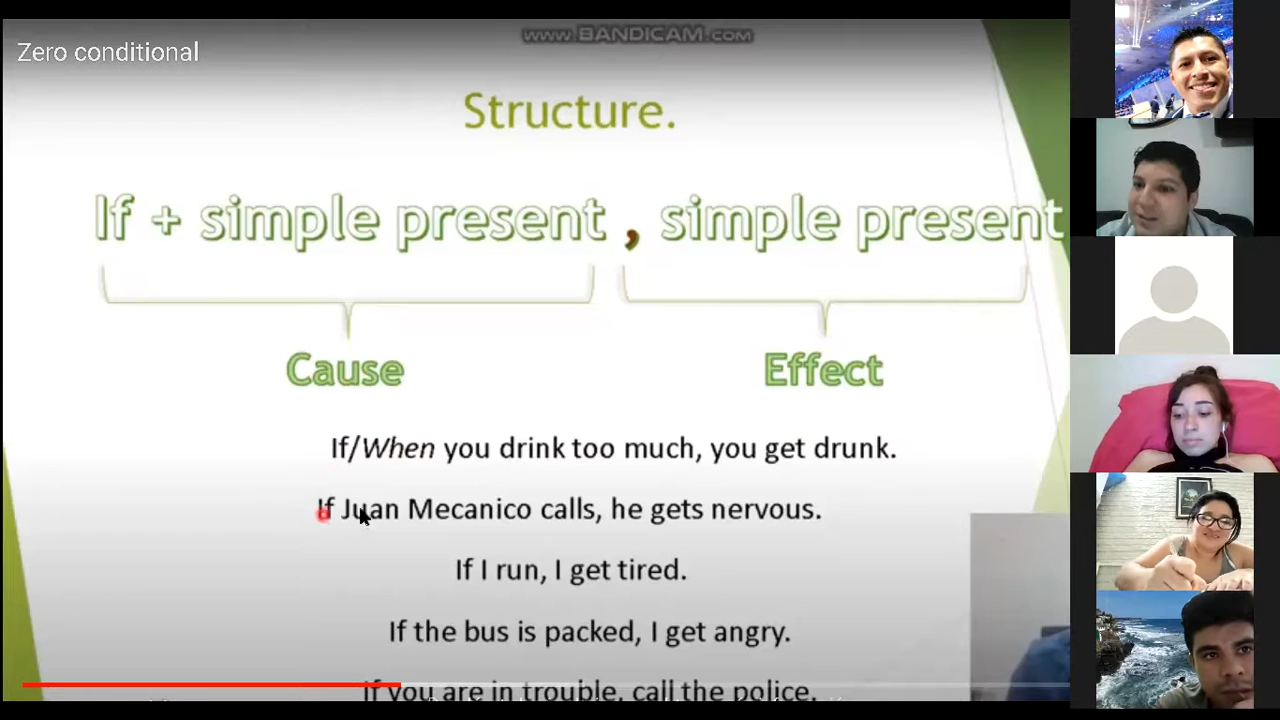 www.BANDICAM.com
Zero conditional
Structure.
If + simple present , simple present
Cause Effect
If/When you drink too much, you get drunk.
If Juan Mecanico calls, he gets nervous.
If I run, I get tired.
If the bus is packed, I get angry.
If you are in trouble, call the police.